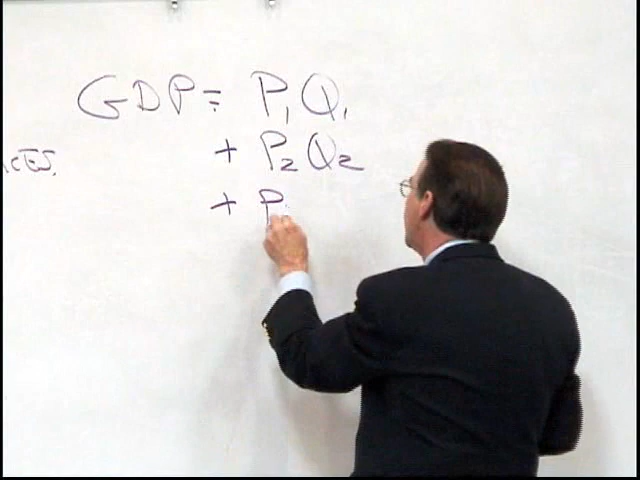 GDP = P₁Q₁
+ P₂Q₂
+ P